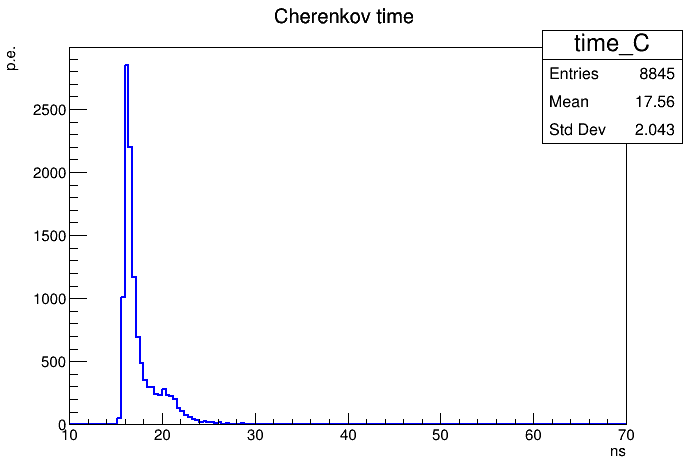 Cherenkov time
p.e.
time_C
Entries 8845
Mean 17.56
Std Dev 2.043
2500
2000
1500
1000
500
0
10 20 30 40 50 60 70
ns